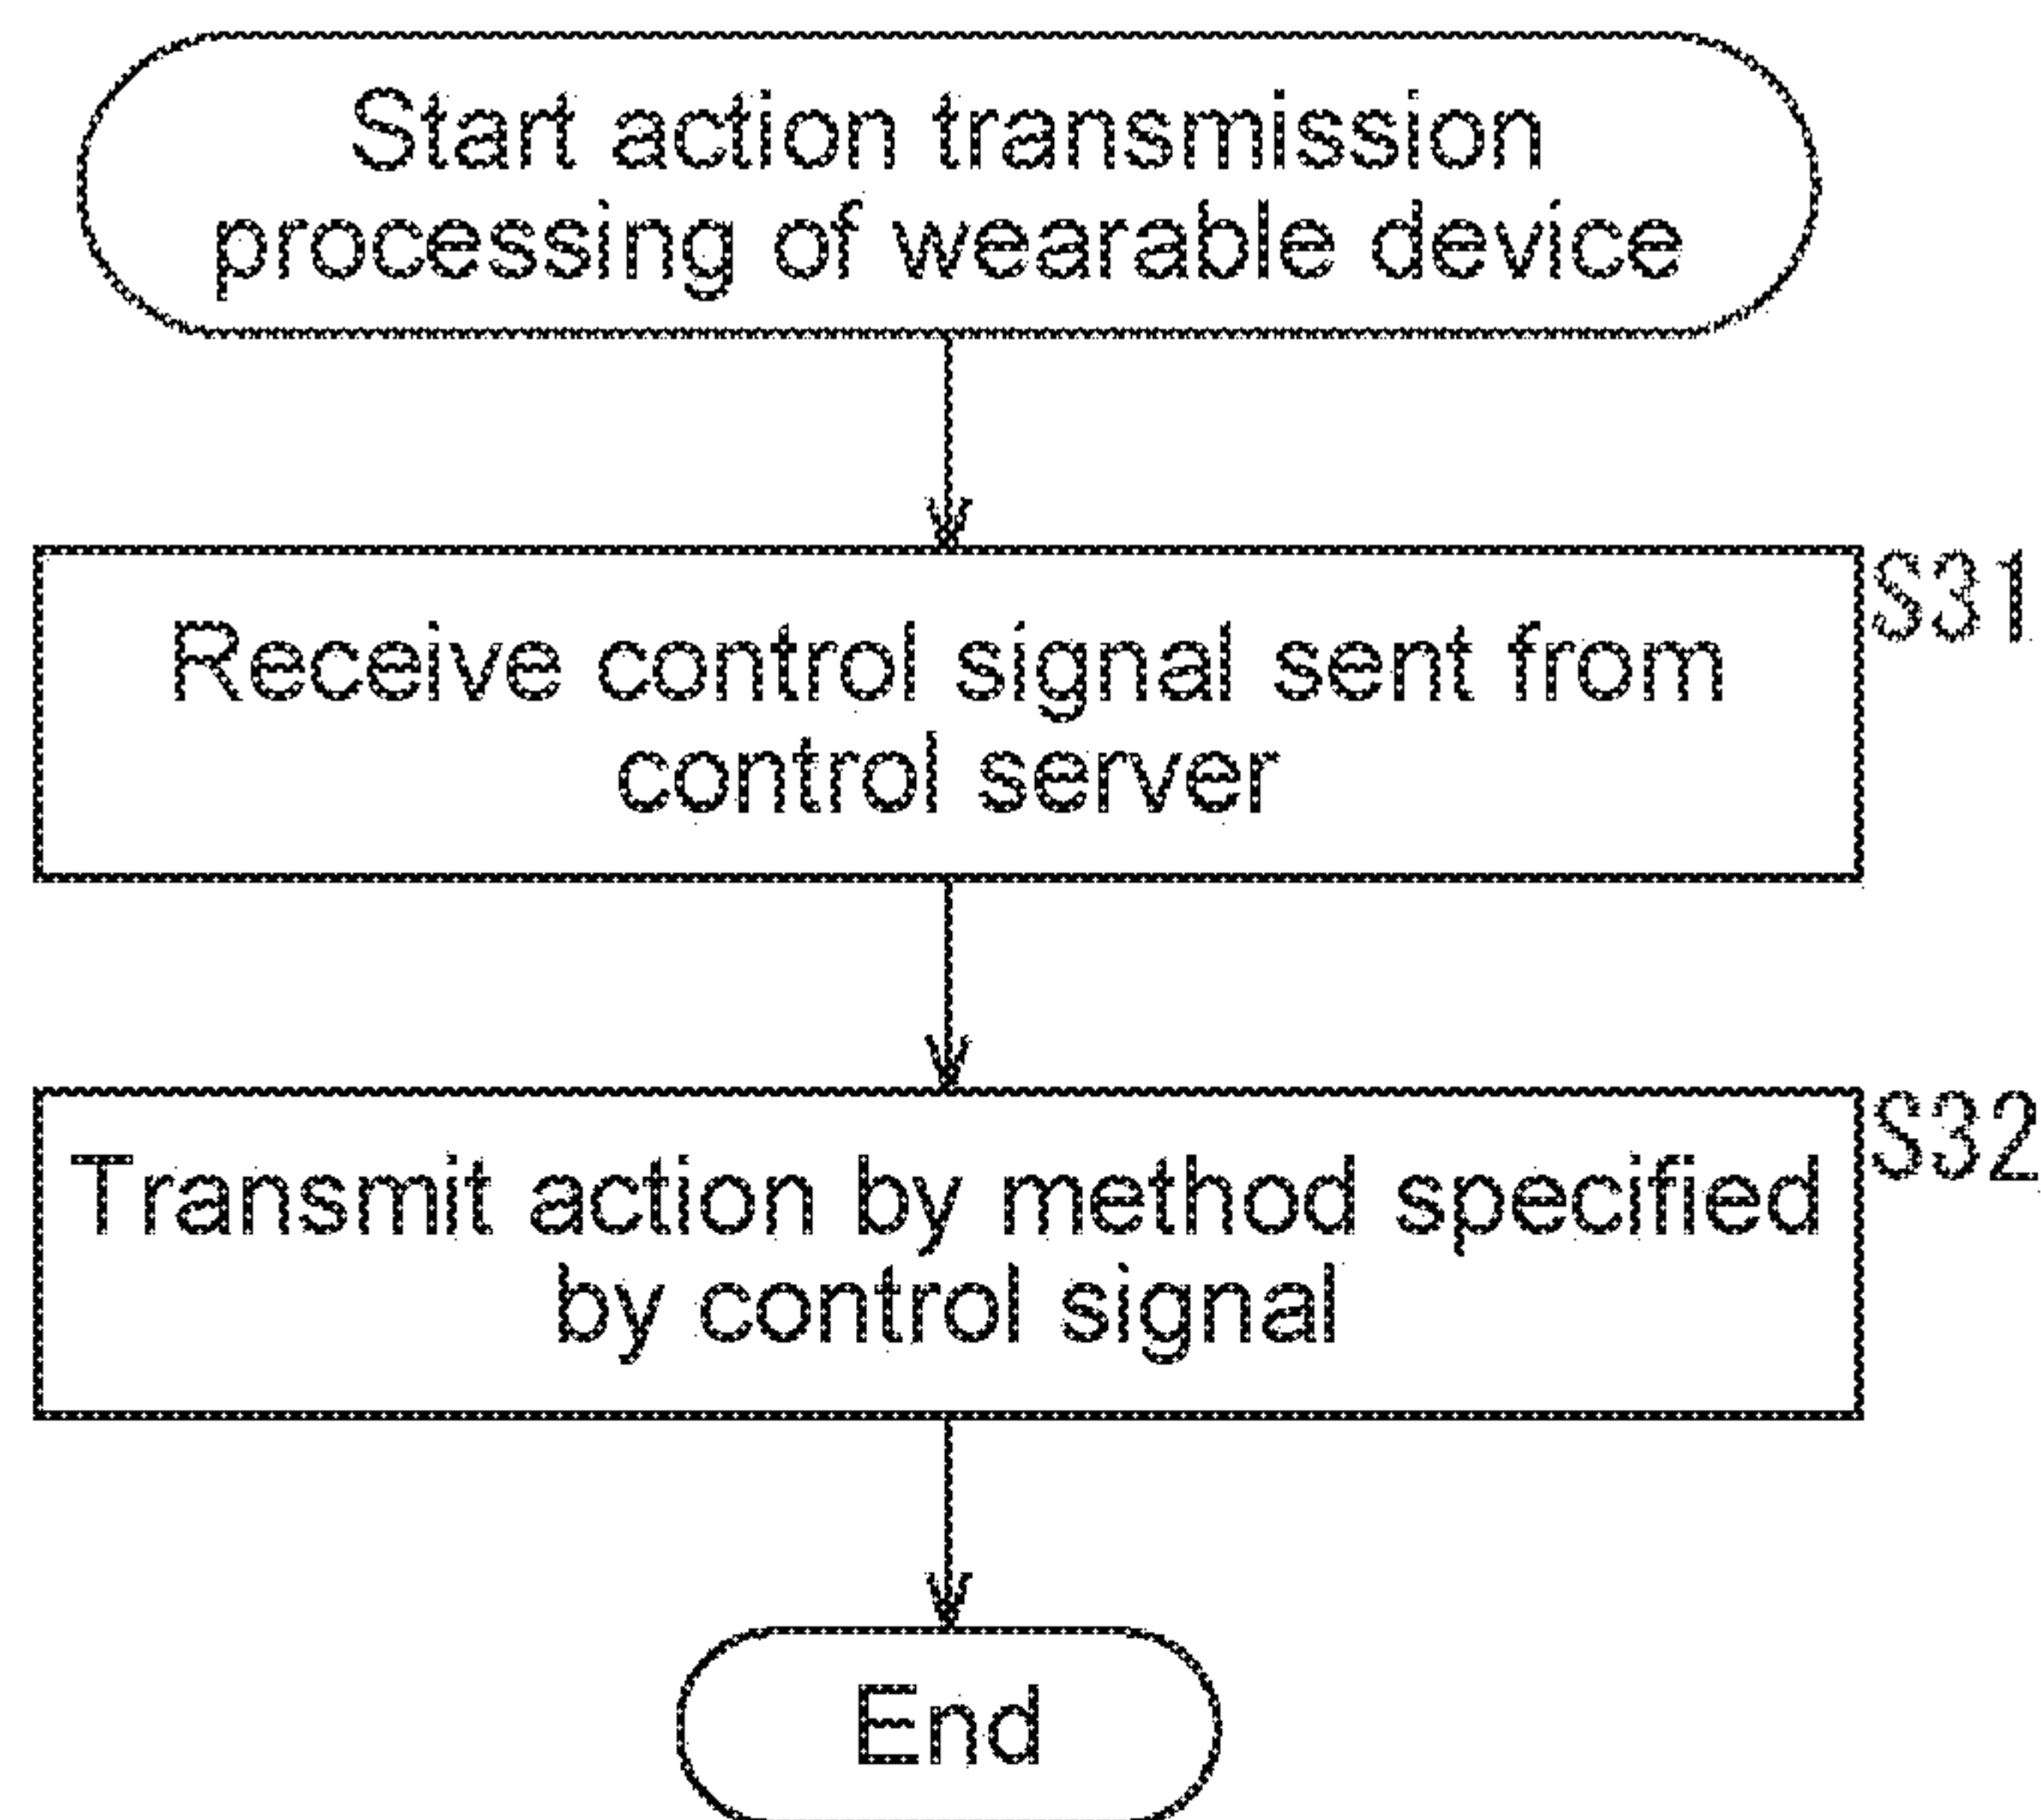 Start action transmission
processing of wearable device
S31
Receive control signal sent from
control server
S32
Transmit action by method specified
by control signal
End